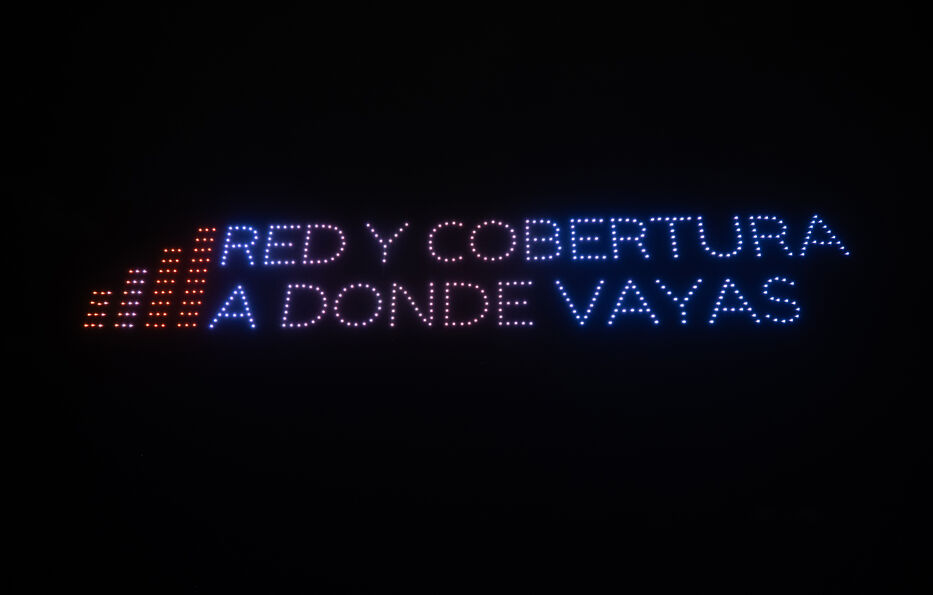 RED Y COBERTURA
A DONDE VAYAS